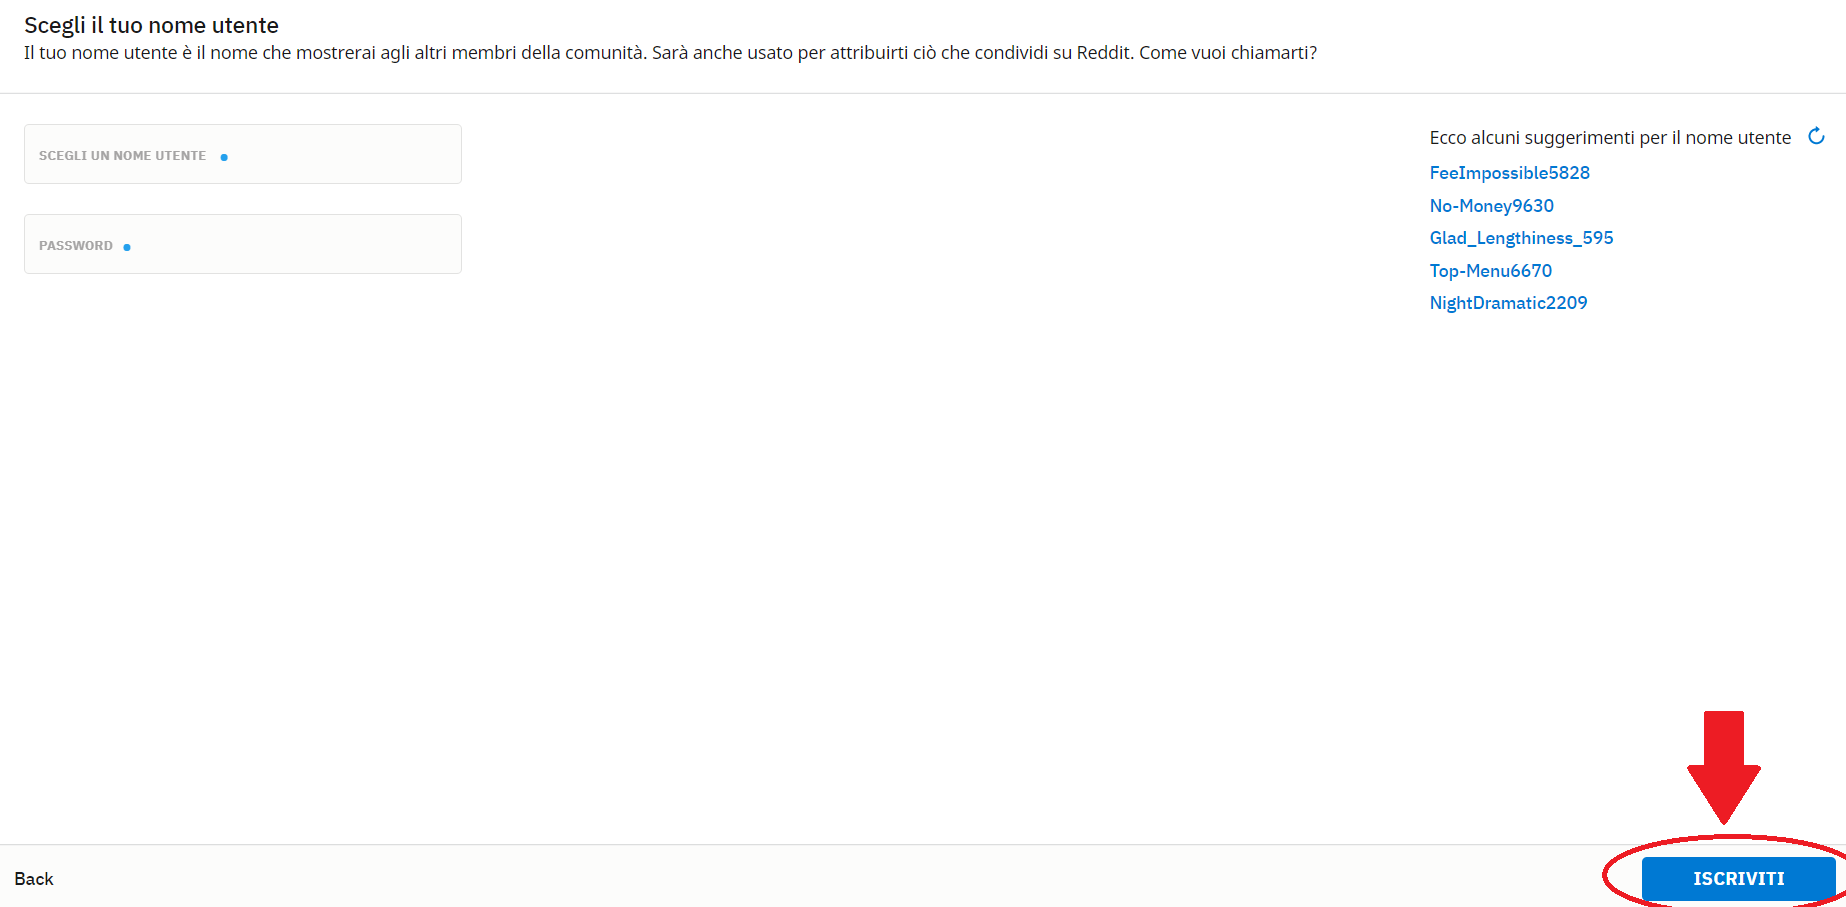 Scegli il tuo nome utente
Il tuo nome utente è il nome che mostrerai agli altri membri della comunità. Sarà anche usato per attribuirti ciò che condividi su Reddit. Come vuoi chiamarti?
SCEGLI UN NOME UTENTE
PASSWORD
Ecco alcuni suggerimenti per il nome utente
FeeImpossible5828
No-Money9630
Glad_Lengthiness_595
Top-Menu6670
NightDramatic2209
Back
ISCRIVITI